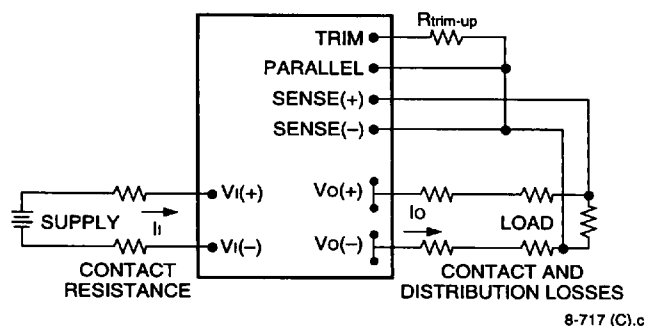 TRIM
Rtrim-up
PARALLEL
SENSE(+)
SENSE(–)
VI(+)
VO(+)
SUPPLY
II
IO
LOAD
VI(–)
VO(–)
CONTACT
RESISTANCE
CONTACT AND
DISTRIBUTION LOSSES
8-717 (C).c